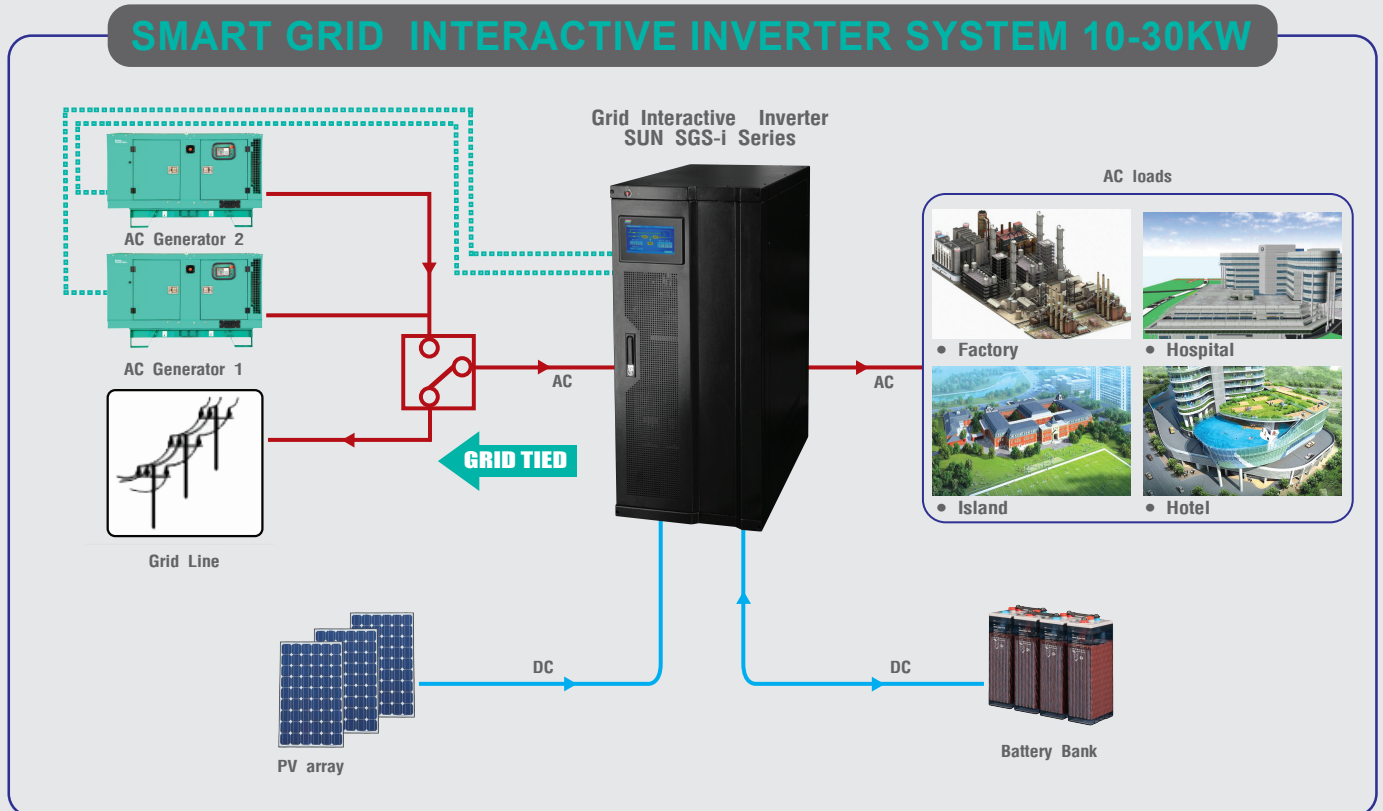 SMART GRID INTERACTIVE INVERTER SYSTEM 10-30KW
Grid Interactive Inverter
SUN SGS-i Series
AC loads
AC Generator 2
AC Generator 1
AC
AC
• Factory
• Hospital
GRID TIED
• Island
• Hotel
Grid Line
DC
DC
PV array
Battery Bank